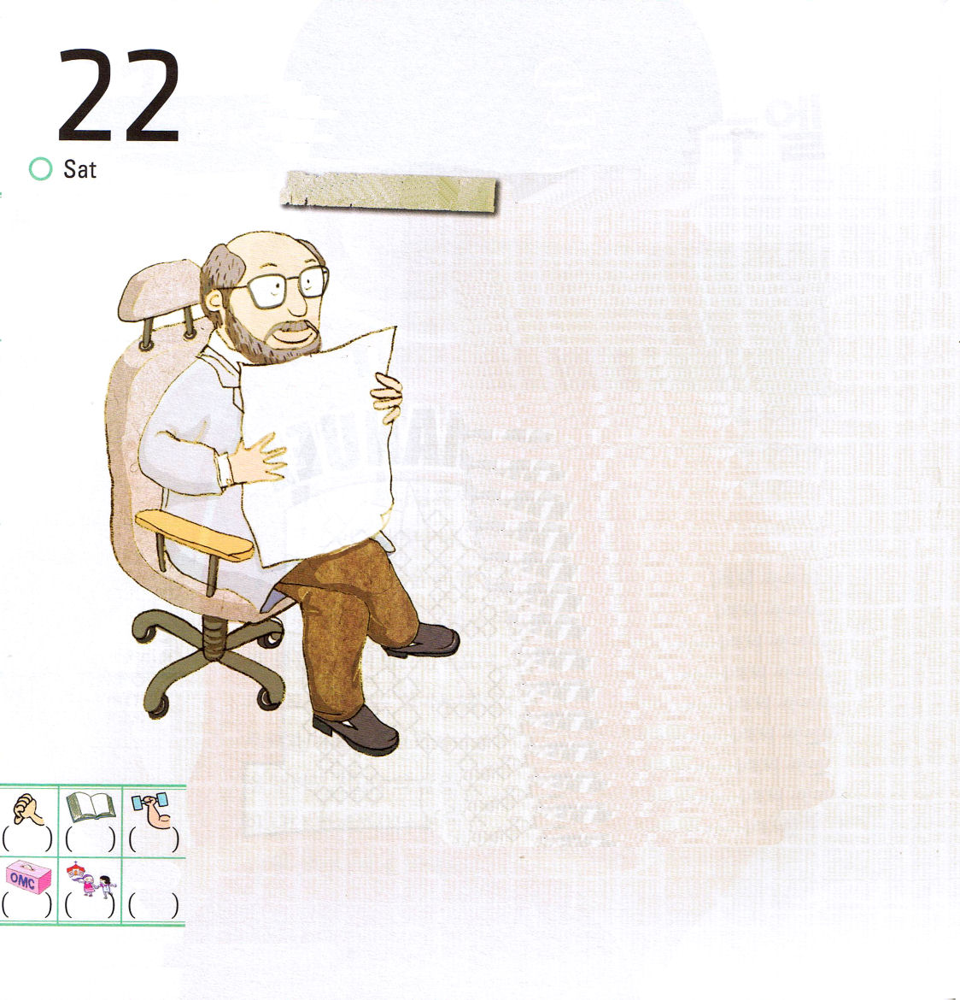 22
Sat
( ) ( ) ( )
OMC
( ) ( ) ( )